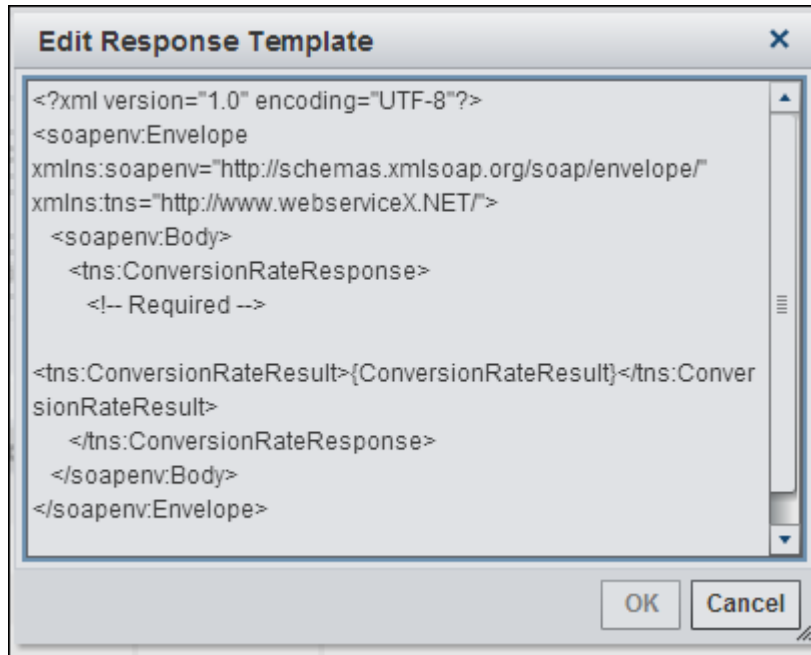 Edit Response Template
<?xml version="1.0" encoding="UTF-8"?>
<soapenv:Envelope
xmlns:soapenv="http://schemas.xmlsoap.org/soap/envelope/"
xmlns:tns="http://www.webserviceX.NET/">
<soapenv:Body>
<tns:ConversionRateResponse>
<!-- Required -->
<tns:ConversionRateResult>{ConversionRateResult}</tns:Conver
sionRateResult>
</tns:ConversionRateResponse>
</soapenv:Body>
</soapenv:Envelope>
OK Cancel